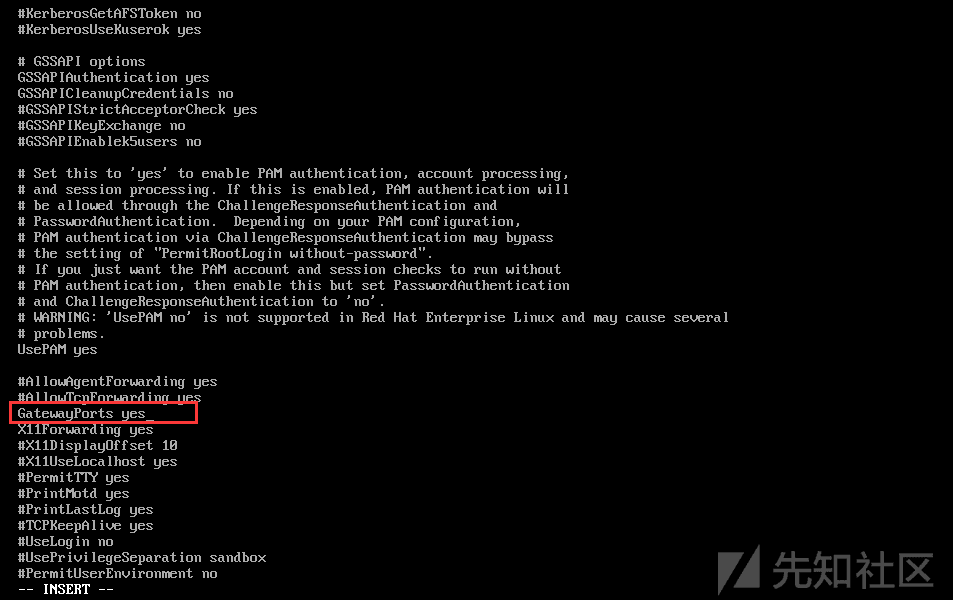 #KerberosGetAFSToken no
#KerberosUseKuserok yes
# GSSAPI options
GSSAPIAuthentication yes
GSSAPICleanupCredentials no
#GSSAPIStrictAcceptorCheck yes
#GSSAPIKeyExchange no
#GSSAPIEnablek5users no
# Set this to 'yes' to enable PAM authentication, account processing,
# and session processing. If this is enabled, PAM authentication will
# be allowed through the ChallengeResponseAuthentication and
# PasswordAuthentication.  Depending on your PAM configuration,
# PAM authentication via ChallengeResponseAuthentication may bypass
# the setting of "PermitRootLogin without-password".
# If you just want the PAM account and session checks to run without
# PAM authentication, then enable this but set PasswordAuthentication
# and ChallengeResponseAuthentication to 'no'.
# WARNING: 'UsePAM no' is not supported in Red Hat Enterprise Linux and may cause several
# problems.
UsePAM yes
#AllowAgentForwarding yes
#AllowTcpForwarding yes
GatewayPorts yes_
X11Forwarding yes
#X11DisplayOffset 10
#X11UseLocalhost yes
#PermitTTY yes
#PrintMotd yes
#PrintLastLog yes
#TCPKeepAlive yes
#UseLogin no
#UsePrivilegeSeparation sandbox
#PermitUserEnvironment no
-- INSERT --
先知社区